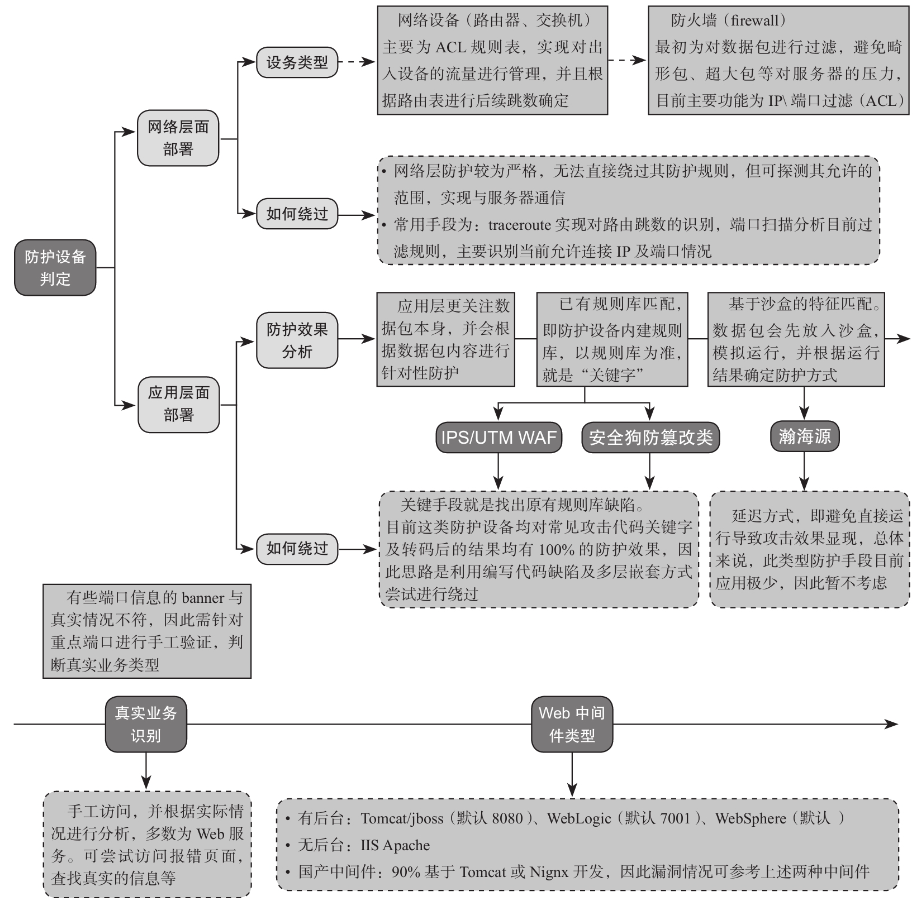 网络设备（路由器、交换机）
主要为 ACL 规则表，实现对出
入设备的流量进行管理，并且根
据路由表进行后续跳数确定
防火墙（firewall）
最初为对数据包进行过滤，避免畸
形包、超大包等对服务器的压力，
目前主要功能为 IP\ 端口过滤（ACL）
设备类型
网络层面
部署
如何绕过
• 网络层防护较为严格，无法直接绕过其防护规则，但可探测其允许的
范围，实现与服务器通信
• 常用手段为：traceroute 实现对路由跳数的识别，端口扫描分析目前过
滤规则，主要识别当前允许连接 IP 及端口情况
防护设备
判定
防护效果
分析
应用层更关注数
据包本身，并会根
据数据包内容进行
针对性防护
已有规则库匹配，
即防护设备内建规则
库，以规则库为准，
就是“关键字”
基于沙盒的特征匹配。
数据包会先放入沙盒，
模拟运行，并根据运行
结果确定防护方式
应用层面
部署
IPS/UTM WAF
安全狗防篡改类
瀚海源
如何绕过
关键手段就是找出原有规则库缺陷。
目前这类防护设备均对常见攻击代码关键字
及转码后的结果均有 100% 的防护效果，因
此思路是利用编写代码缺陷及多层嵌套方式
尝试进行绕过
延迟方式，即避免直接运
行导致攻击效果显现，总体
来说，此类型防护手段目前
应用极少，因此暂不考虑
有些端口信息的 banner 与
真实情况不符，因此需针对
重点端口进行手工验证，判
断真实业务类型
真实业务
识别
Web 中间
件类型
手工访问，并根据实际情
况进行分析，多数为 Web 服
务。可尝试访问报错页面，
查找真实的信息等
• 有后台：Tomcat/jboss（默认 8080）、WebLogic（默认 7001）、WebSphere（默认 ）
• 无后台：IIS Apache
• 国产中间件：90% 基于 Tomcat 或 Nignx 开发，因此漏洞情况可参考上述两种中间件